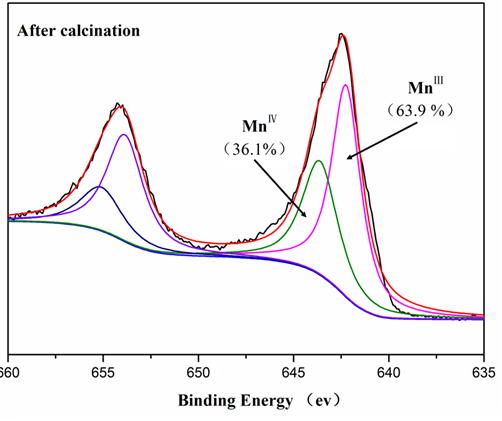 After calcination
Mn^III
(63.9 %)
Mn^IV
(36.1%)
660 655 650 645 640 635
Binding Energy (ev)